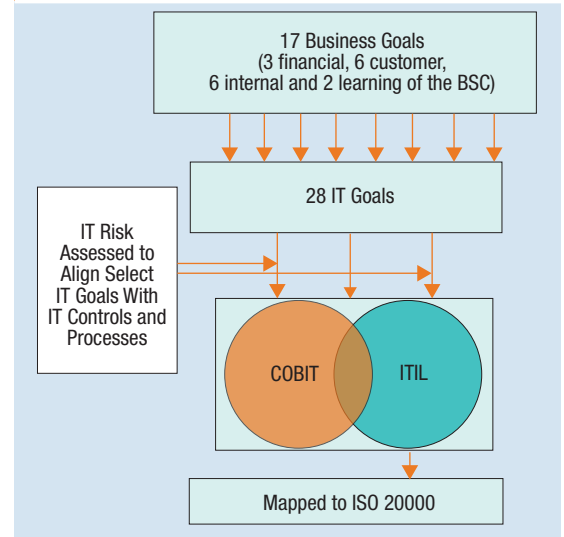 17 Business Goals
(3 financial, 6 customer,
6 internal and 2 learning of the BSC)
28 IT Goals
IT Risk
Assessed to
Align Select
IT Goals With
IT Controls and
Processes
COBIT
ITIL
Mapped to ISO 20000